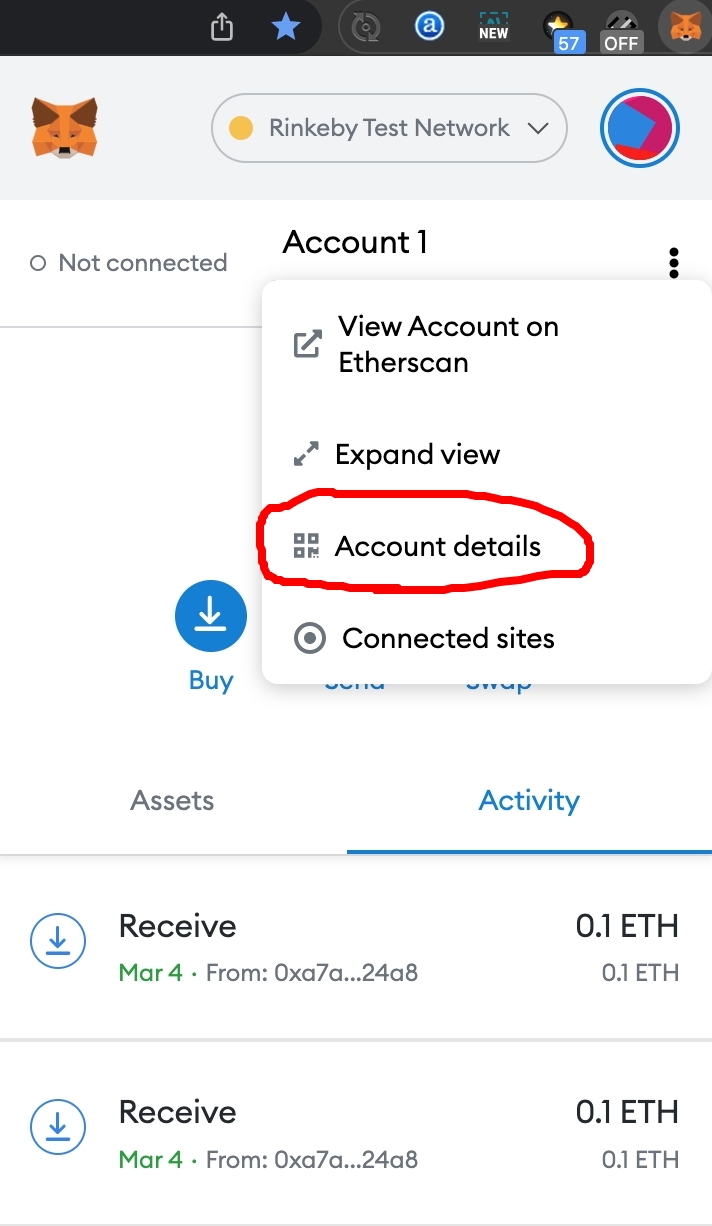 a
NEW
57
OFF
Rinkeby Test Network
Not connected
Account 1
View Account on
Etherscan
Expand view
Account details
Connected sites
Buy
Send
Swap
Assets
Activity
Receive
0.1 ETH
Mar 4 · From: 0xa7a...24a8
0.1 ETH
Receive
0.1 ETH
Mar 4 · From: 0xa7a...24a8
0.1 ETH